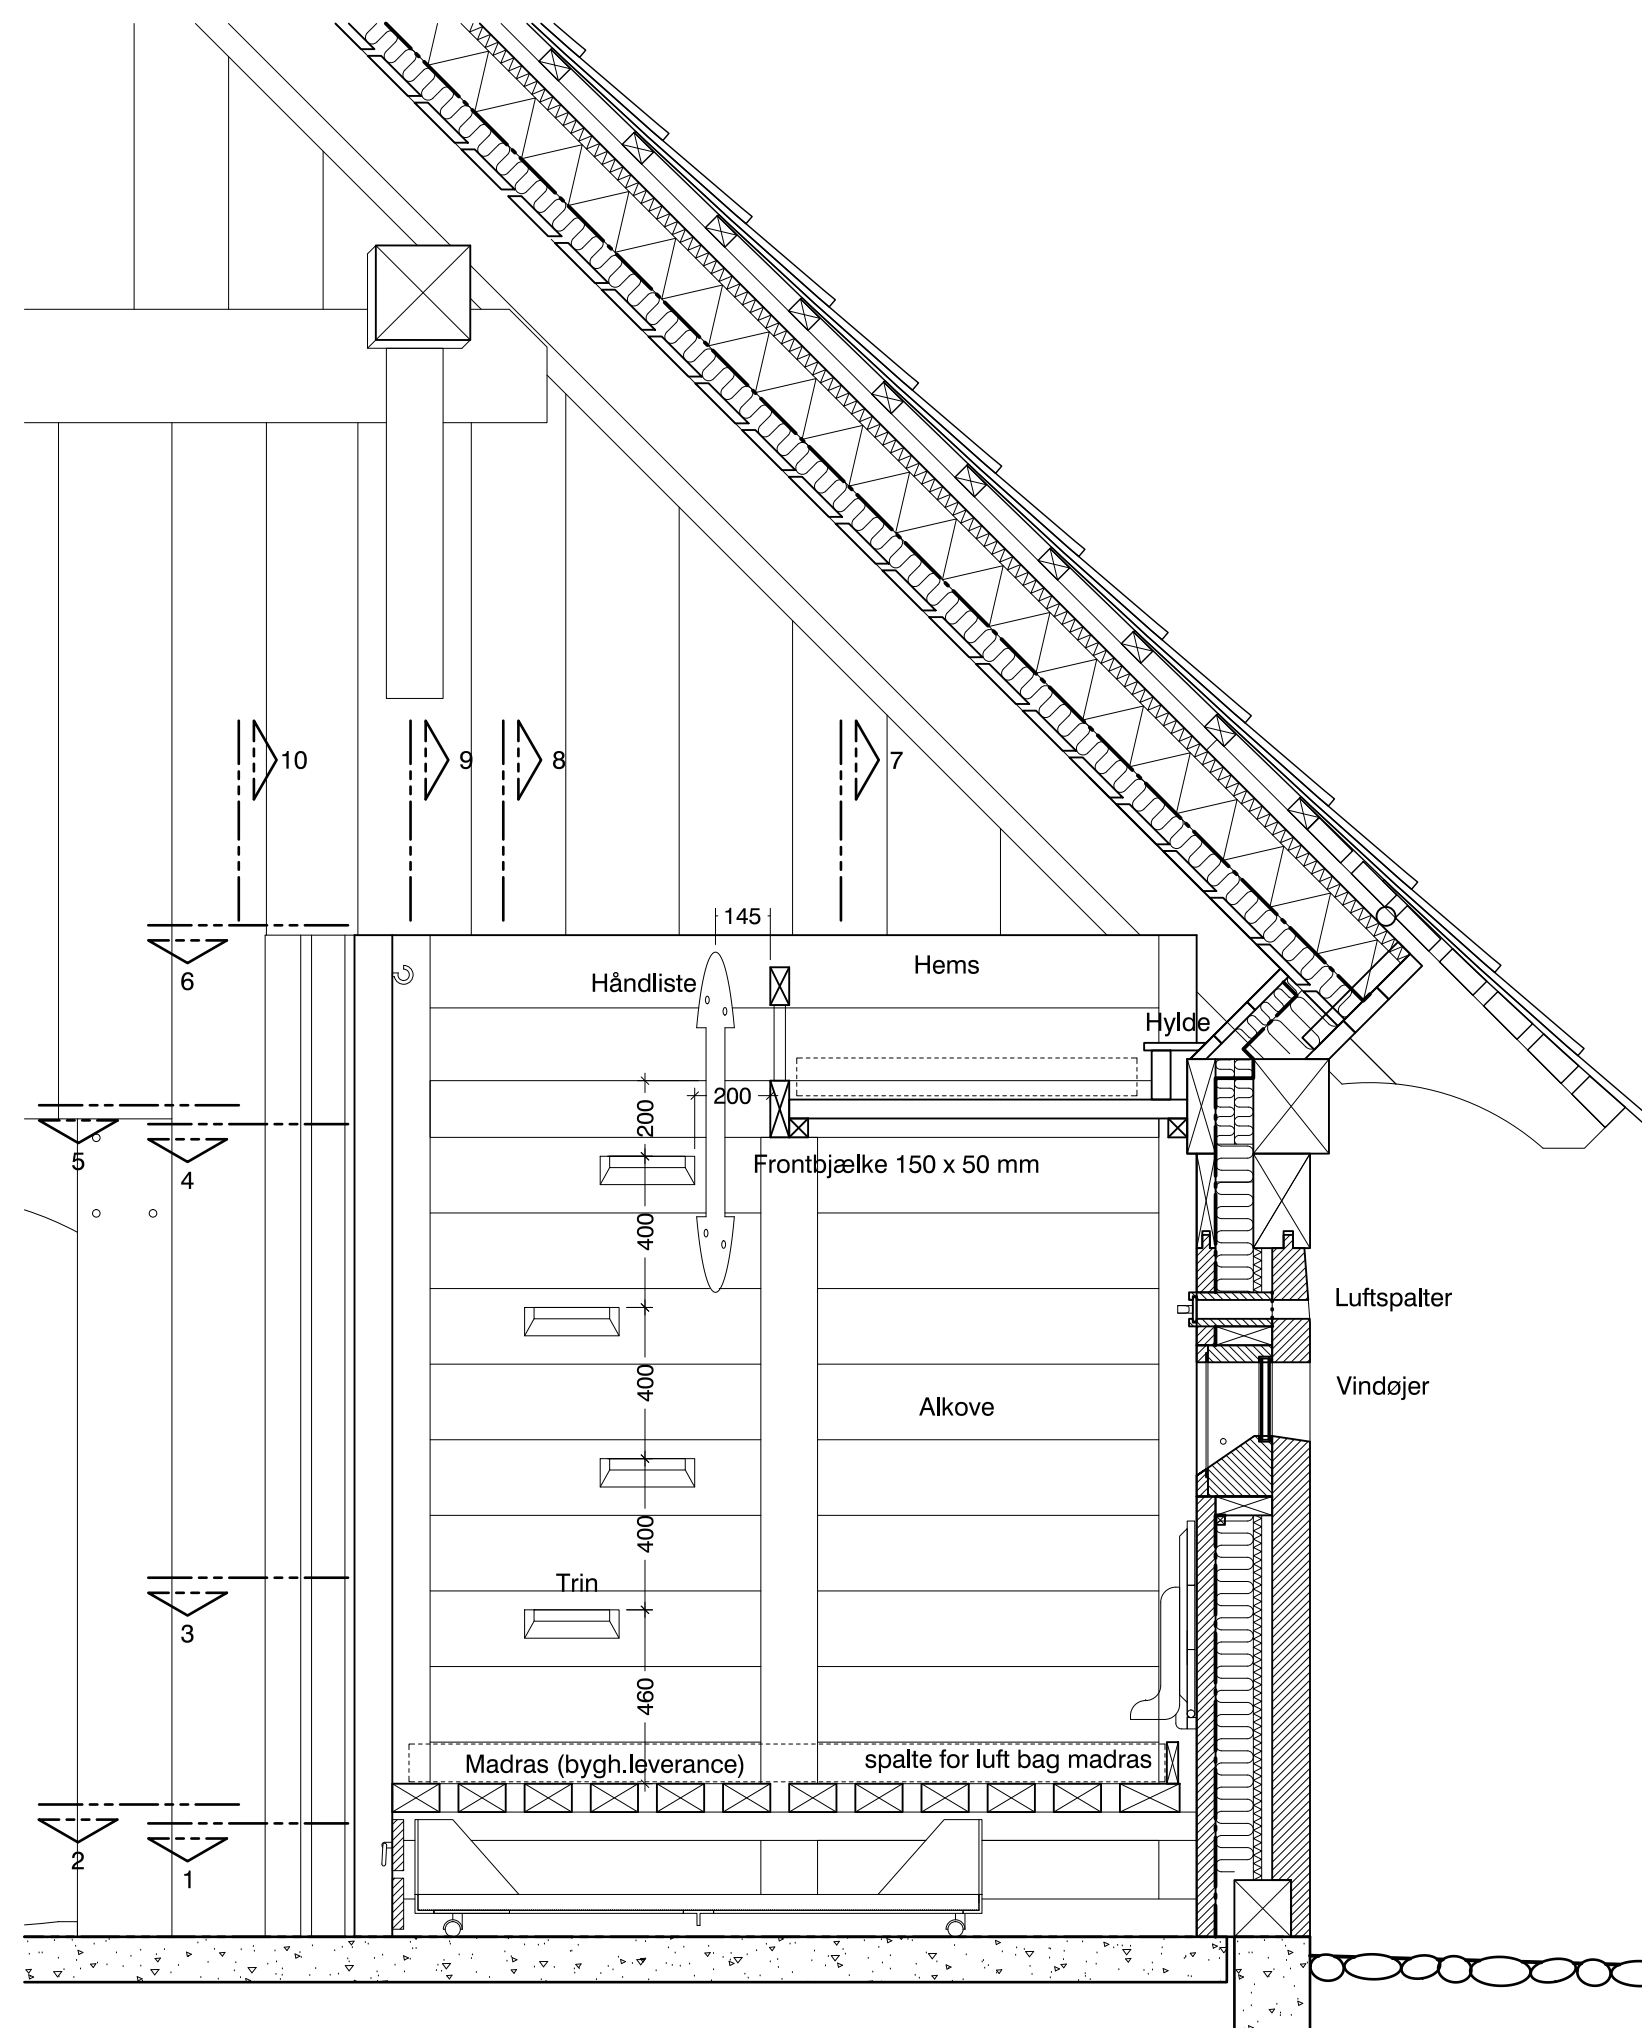 10
9
8
7
145
6
Håndliste
Hems
Hylde
200
200
5
4
Frontbjælke 150 x 50 mm
400
Luftspalter
400
Vindøjer
Alkove
400
Trin
3
460
Madras (bygh.leverance)
spalte for luft bag madras
2
1